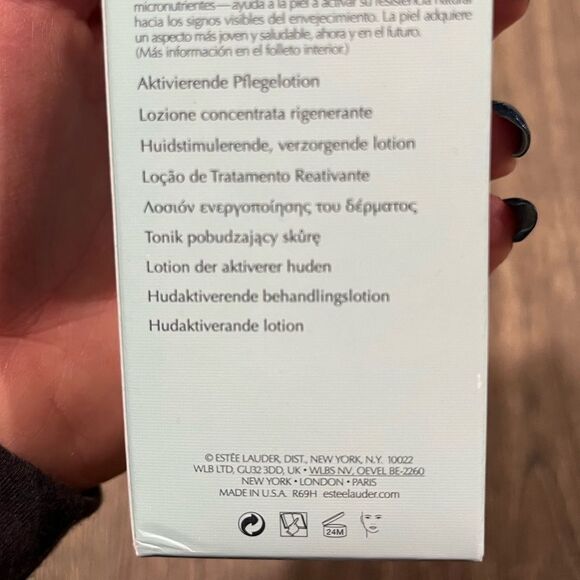 micronutrientes—ayuda a la piel a activar su resistencia natural
hacia los signos visibles del envejecimiento. La piel adquiere
un aspecto más joven y saludable, ahora y en el futuro.
(Más información en el folleto interior.)
Aktivierende Pflegelotion
Lozione concentrata rigenerante
Huidstimulerende, verzorgende lotion
Loção de Tratamento Reativante
Λοσιόν ενεργοποίησης του δέρματος
Tonik pobudzający skórę
Lotion der aktiverer huden
Hudaktiverende behandlingslotion
Hudaktiverande lotion
© ESTÉE LAUDER, DIST., NEW YORK, N.Y. 10022
WLB LTD, GU32 3DD, UK • WLBS NV, OEVEL BE-2260
NEW YORK • LONDON • PARIS
MADE IN U.S.A. R69H esteelauder.com
24M